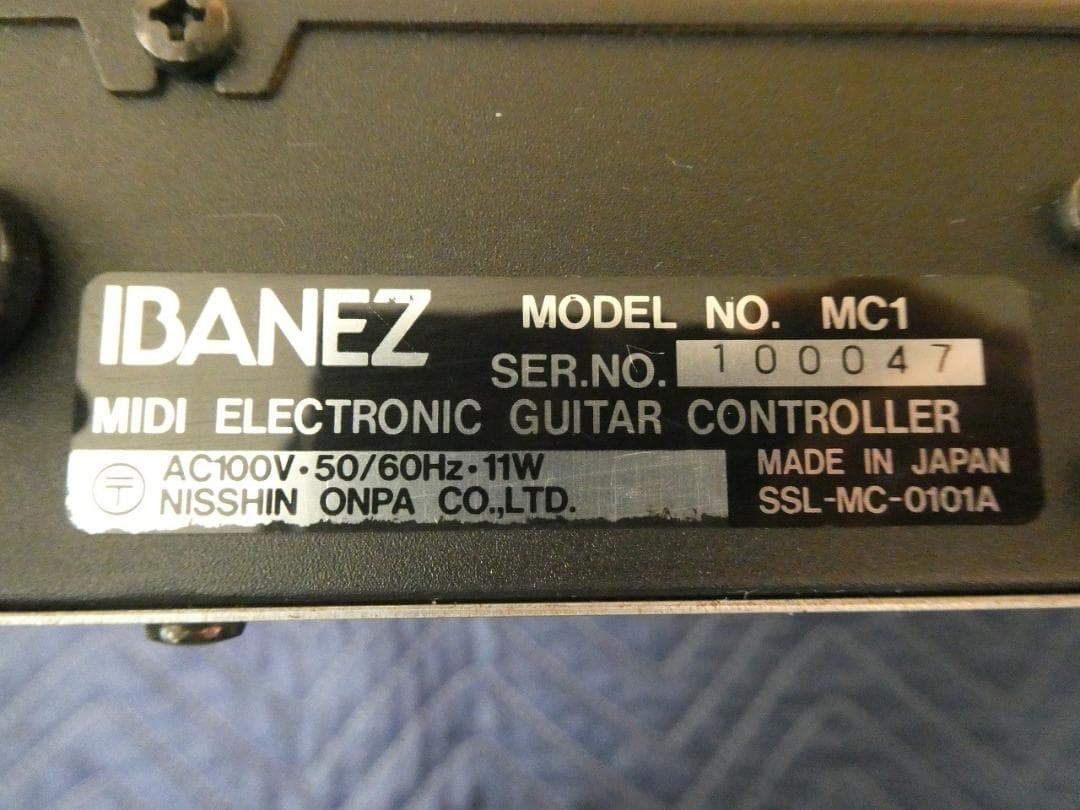 IBANEZ
MODEL NO. MC1
SER.NO. 100047
MIDI ELECTRONIC GUITAR CONTROLLER
AC100V·50/60Hz·11W
NISSHIN ONPA CO.,LTD.
MADE IN JAPAN
SSL-MC-0101A